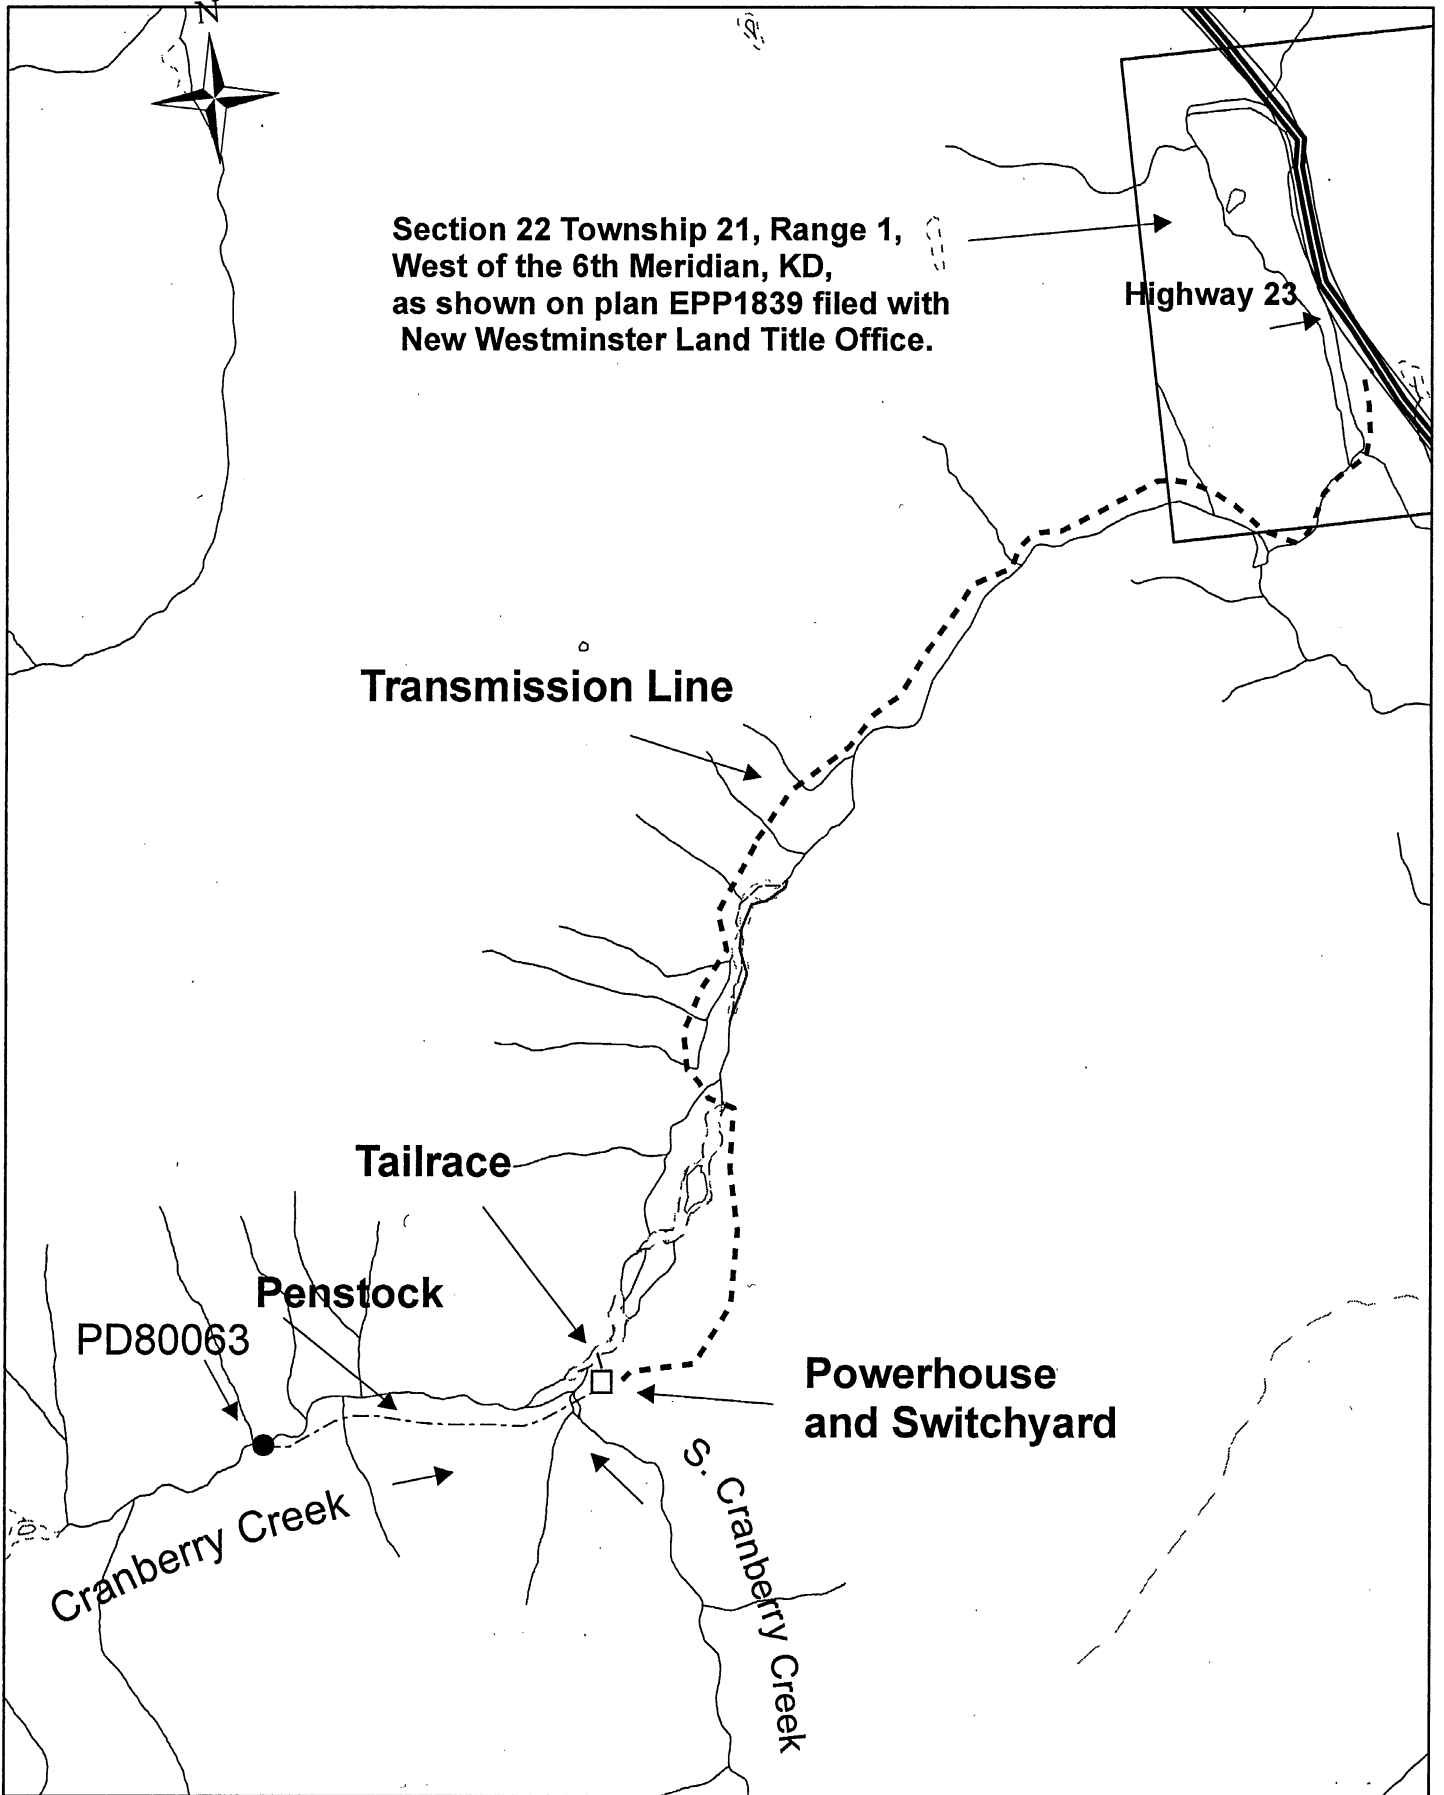 N
Section 22 Township 21, Range 1,
West of the 6th Meridian, KD,
as shown on plan EPP1839 filed with
New Westminster Land Title Office.
Highway 23
Transmission Line
Tailrace
Penstock
PD80063
Powerhouse
and Switchyard
Cranberry Creek
S. Cranberry Creek